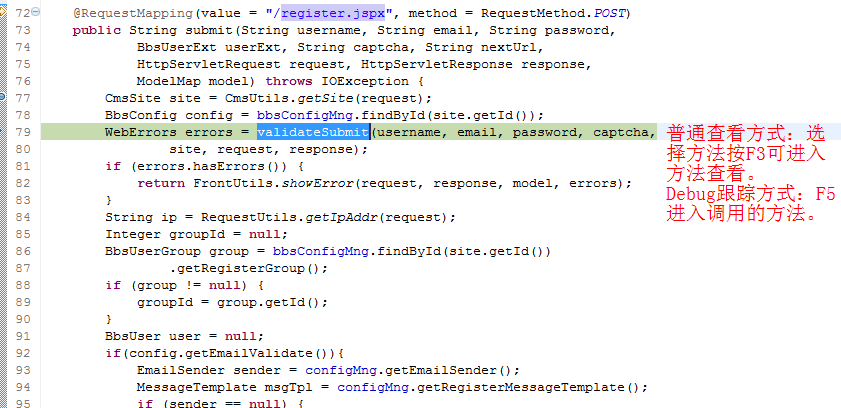 72 @RequestMapping(value = "/register.jspx", method = RequestMethod.POST)
73 public String submit(String username, String email, String password,
74 BbsUserExt userExt, String captcha, String nextUrl,
75 HttpServletRequest request, HttpServletResponse response,
76 ModelMap model) throws IOException {
77 CmsSite site = CmsUtils.getSite(request);
78 BbsConfig config = bbsConfigMng.findById(site.getId());
79 WebErrors errors = validateSubmit(username, email, password, captcha,
80 site, request, response);
81 if (errors.hasErrors()) {
82 return FrontUtils.showError(request, response, model, errors);
83 }
84 String ip = RequestUtils.getIpAddr(request);
85 Integer groupId = null;
86 BbsUserGroup group = bbsConfigMng.findById(site.getId())
87 .getRegisterGroup();
88 if (group != null) {
89 groupId = group.getId();
90 }
91 BbsUser user = null;
92 if(config.getEmailValidate()){
93 EmailSender sender = configMng.getEmailSender();
94 MessageTemplate msgTpl = configMng.getRegisterMessageTemplate();
95 if (sender == null) {
普通查看方式：选
择方法按F3可进入
方法查看。
Debug跟踪方式：F5
进入调用的方法。